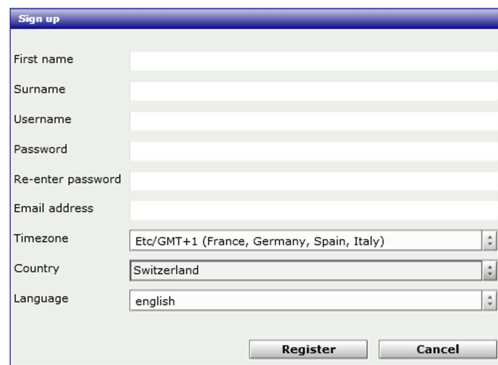 Sign up
First name
Surname
Username
Password
Re-enter password
Email address
Timezone Etc/GMT+1 (France, Germany, Spain, Italy)
Country Switzerland
Language english
Register Cancel